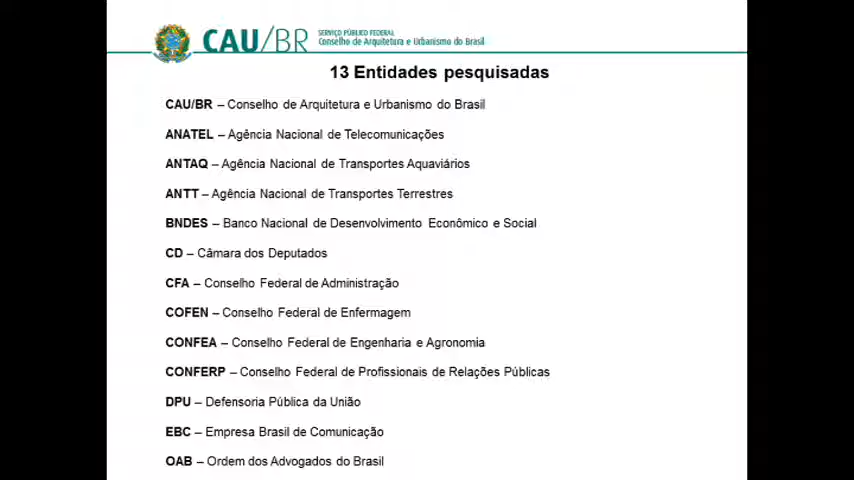 CAU/BR
SERVIÇO PÚBLICO FEDERAL
Conselho de Arquitetura e Urbanismo do Brasil
13 Entidades pesquisadas
CAU/BR – Conselho de Arquitetura e Urbanismo do Brasil
ANATEL – Agência Nacional de Telecomunicações
ANTAQ – Agência Nacional de Transportes Aquaviários
ANTT – Agência Nacional de Transportes Terrestres
BNDES – Banco Nacional de Desenvolvimento Econômico e Social
CD – Câmara dos Deputados
CFA – Conselho Federal de Administração
COFEN – Conselho Federal de Enfermagem
CONFEA – Conselho Federal de Engenharia e Agronomia
CONFERP – Conselho Federal de Profissionais de Relações Públicas
DPU – Defensoria Pública da União
EBC – Empresa Brasil de Comunicação
OAB – Ordem dos Advogados do Brasil